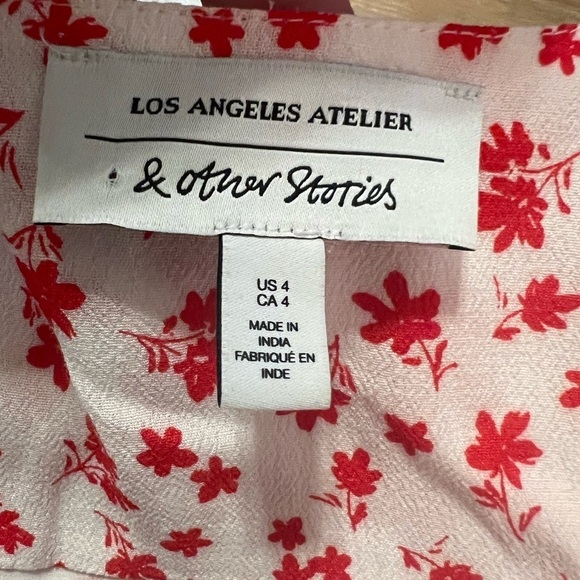 LOS ANGELES ATELIER
& other Stories
US 4
CA 4
MADE IN
INDIA
FABRIQUÉ EN
INDE